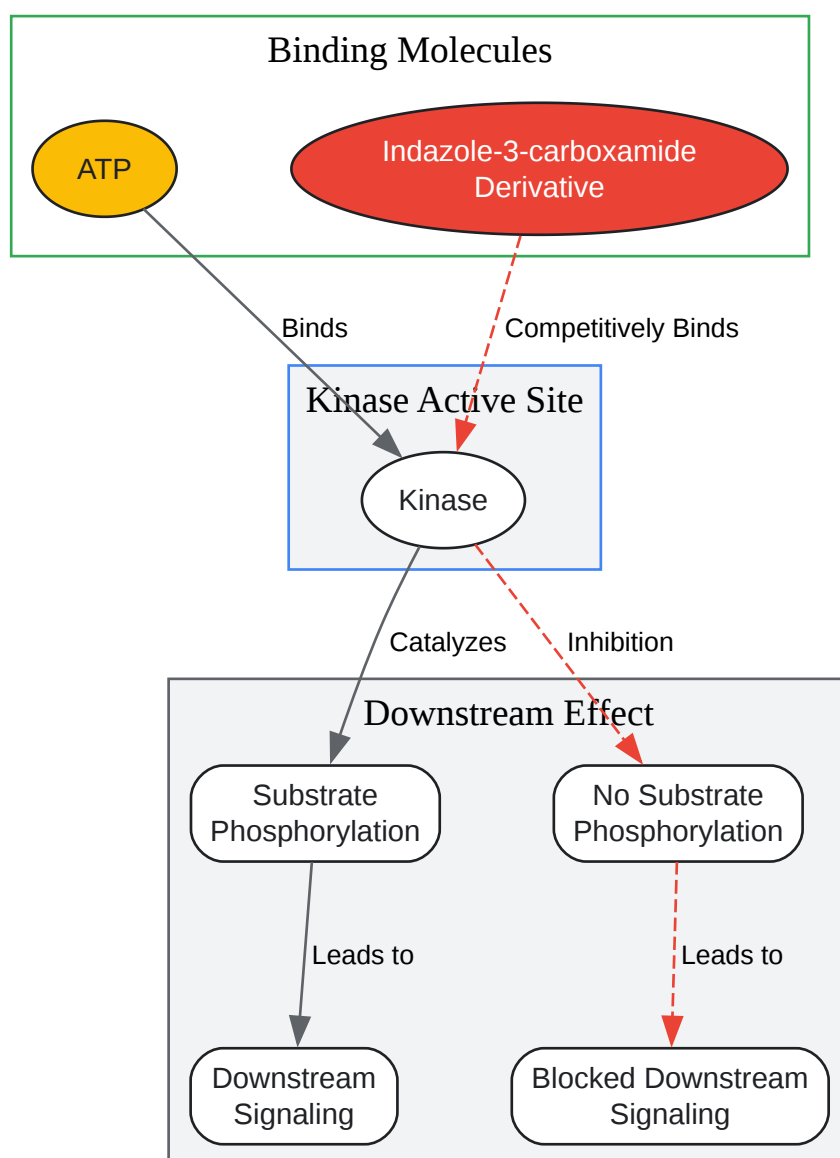 Binding Molecules
ATP
Indazole-3-carboxamide
Derivative
Binds
Competitively Binds
Kinase Active Site
Kinase
Catalyzes
Inhibition
Downstream Effect
Substrate
Phosphorylation
No Substrate
Phosphorylation
Leads to
Leads to
Downstream
Signaling
Blocked Downstream
Signaling